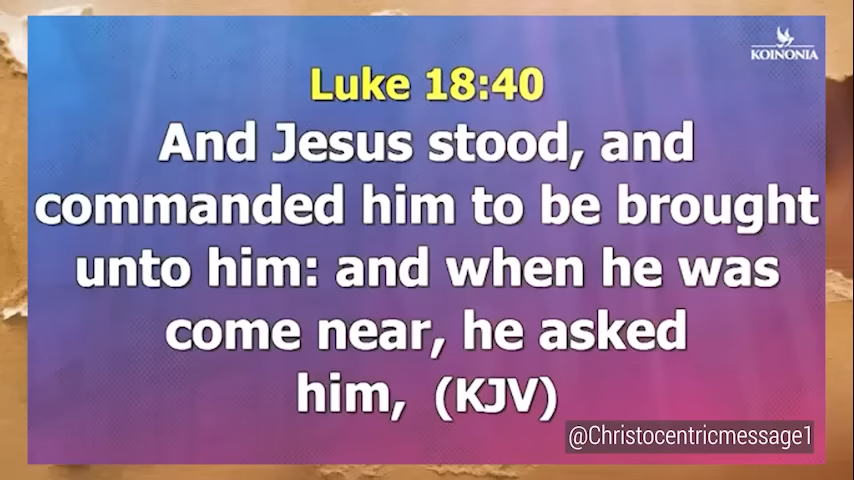 KOINONIA
Luke 18:40
And Jesus stood, and
commanded him to be brought
unto him: and when he was
come near, he asked
him, (KJV)
@Christocentricmessage1